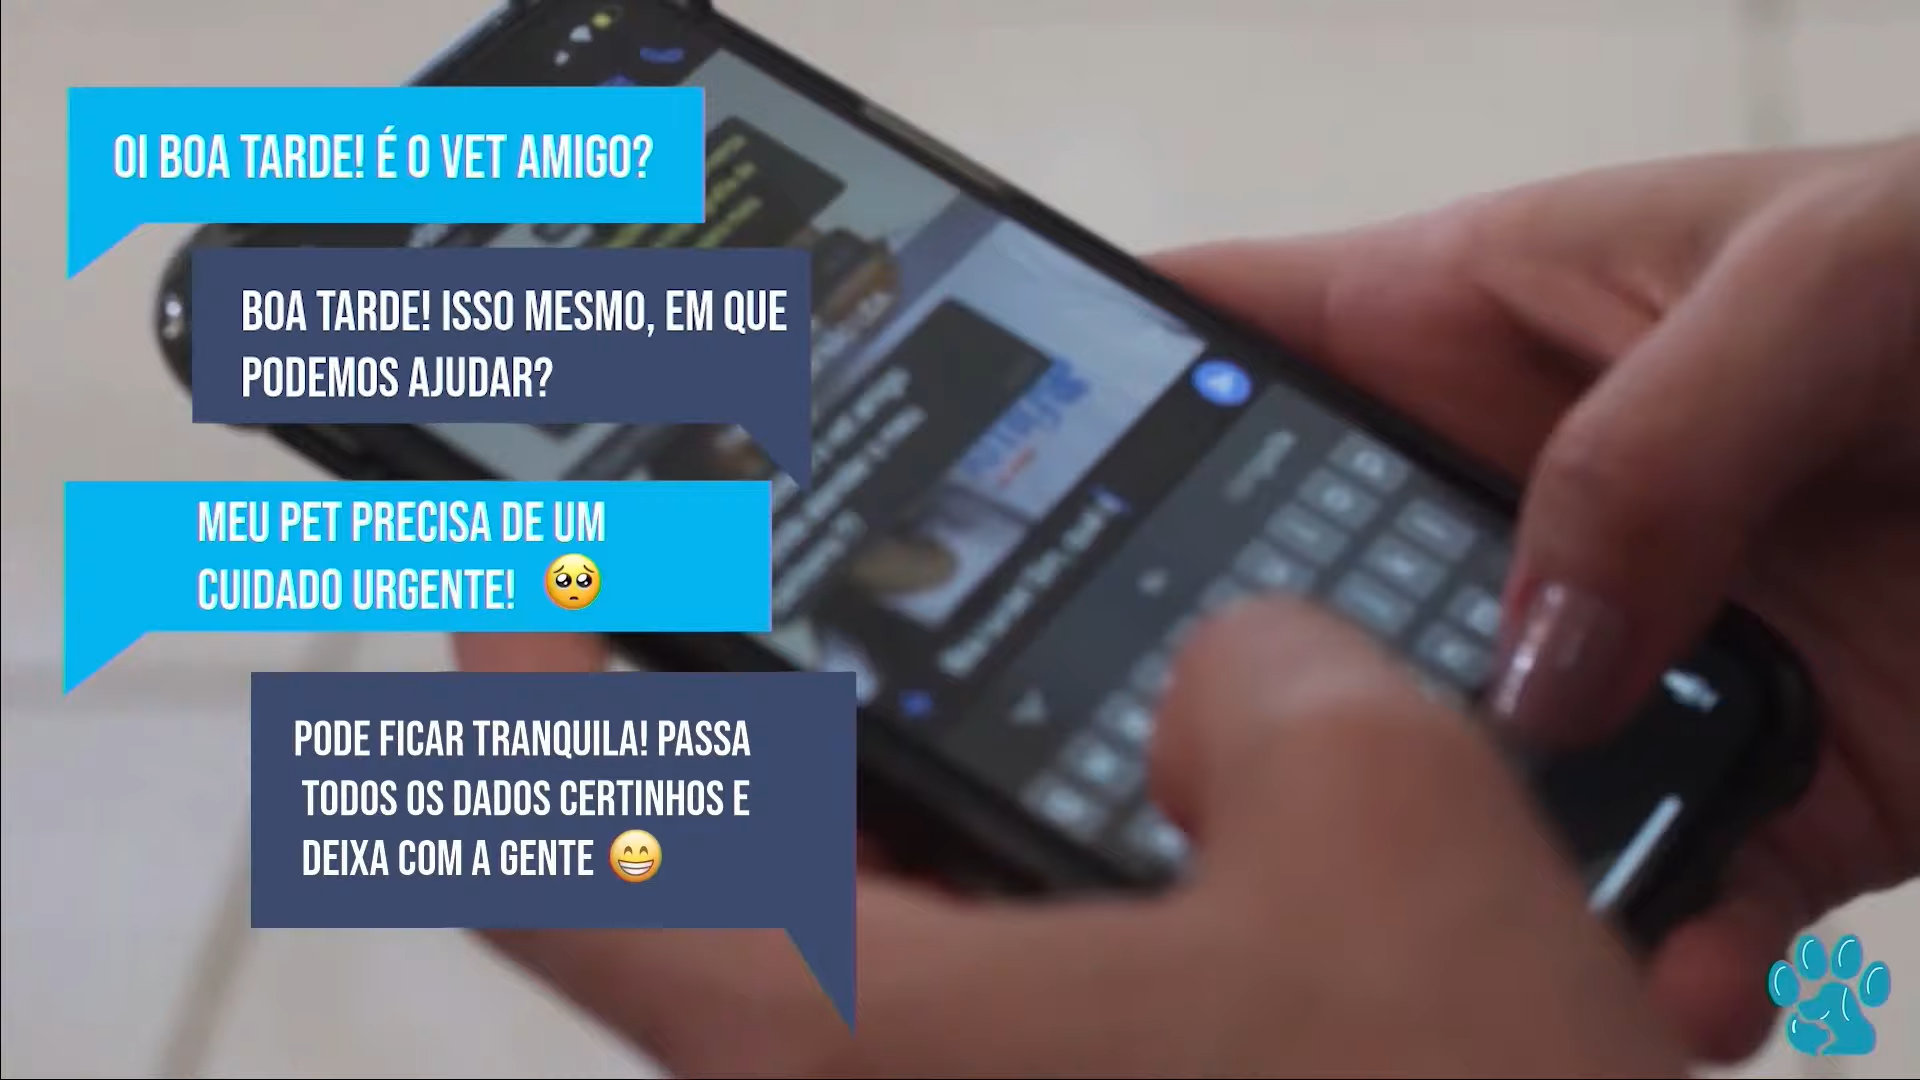 OI BOA TARDE! É O VET AMIGO?
BOA TARDE! ISSO MESMO, EM QUE
PODEMOS AJUDAR?
MEU PET PRECISA DE UM
CUIDADO URGENTE! 🥺
PODE FICAR TRANQUILA! PASSA
TODOS OS DADOS CERTINHOS E
DEIXA COM A GENTE 😁